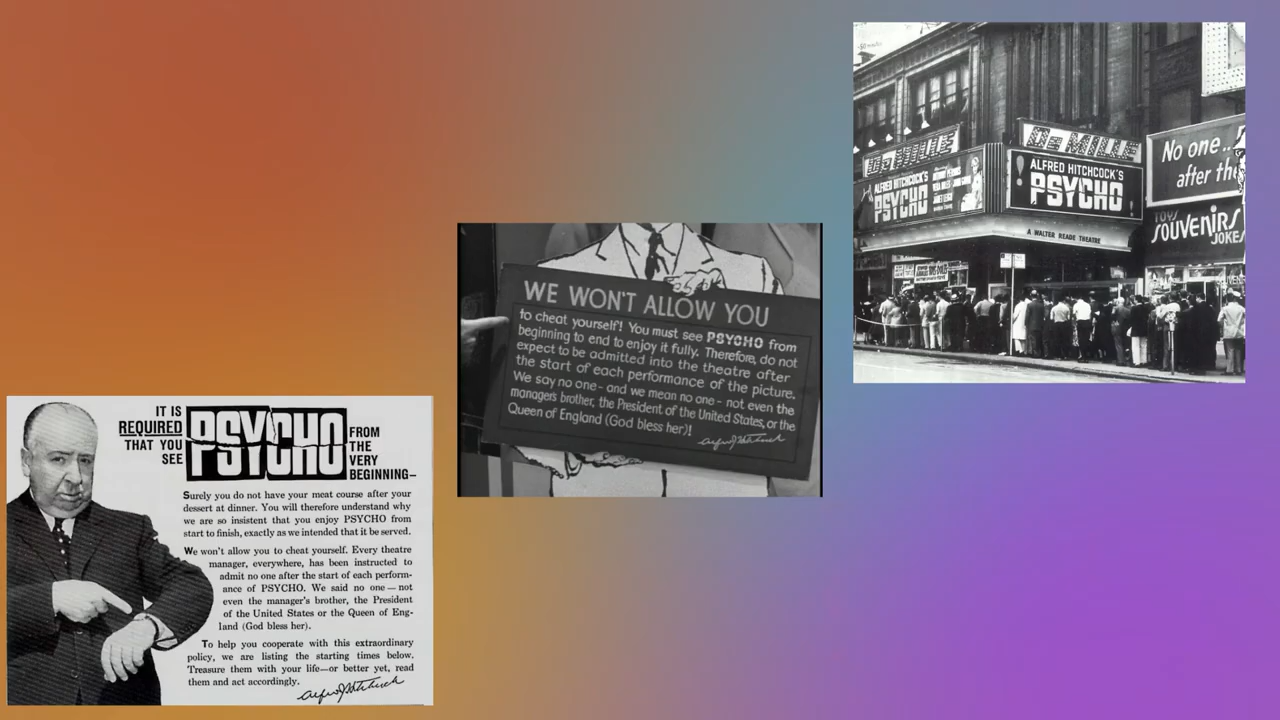 IT IS
REQUIRED
THAT YOU
SEE
PSYCHO
FROM
THE
VERY
BEGINNING—
Surely you do not have your meat course after your
dessert at dinner. You will therefore understand why
we are so insistent that you enjoy PSYCHO from
start to finish, exactly as we intended that it be served.
We won't allow you to cheat yourself. Every theatre
manager, everywhere, has been instructed to
admit no one after the start of each perform-
ance of PSYCHO. We said no one — not
even the manager's brother, the President
of the United States or the Queen of Eng-
land (God bless her).
To help you cooperate with this extraordinary
policy, we are listing the starting times below.
Treasure them with your life—or better yet, read
them and act accordingly.
Alfred Hitchcock
WE WON'T ALLOW YOU
to cheat yourself! You must see PSYCHO from
beginning to end to enjoy it fully. Therefore, do not
expect to be admitted into the theatre after
the start of each performance of the picture.
We say no one - and we mean no one - not even the
managers brother, the President of the United States, or the
Queen of England (God bless her)!
Alfred Hitchcock
DE MILLE
ALFRED HITCHCOCK'S
PSYCHO
DE MILLE
ALFRED HITCHCOCK'S
PSYCHO
A WALTER READE THEATRE
No one..
after the
TOYS
SOUVENIRS
JOKES